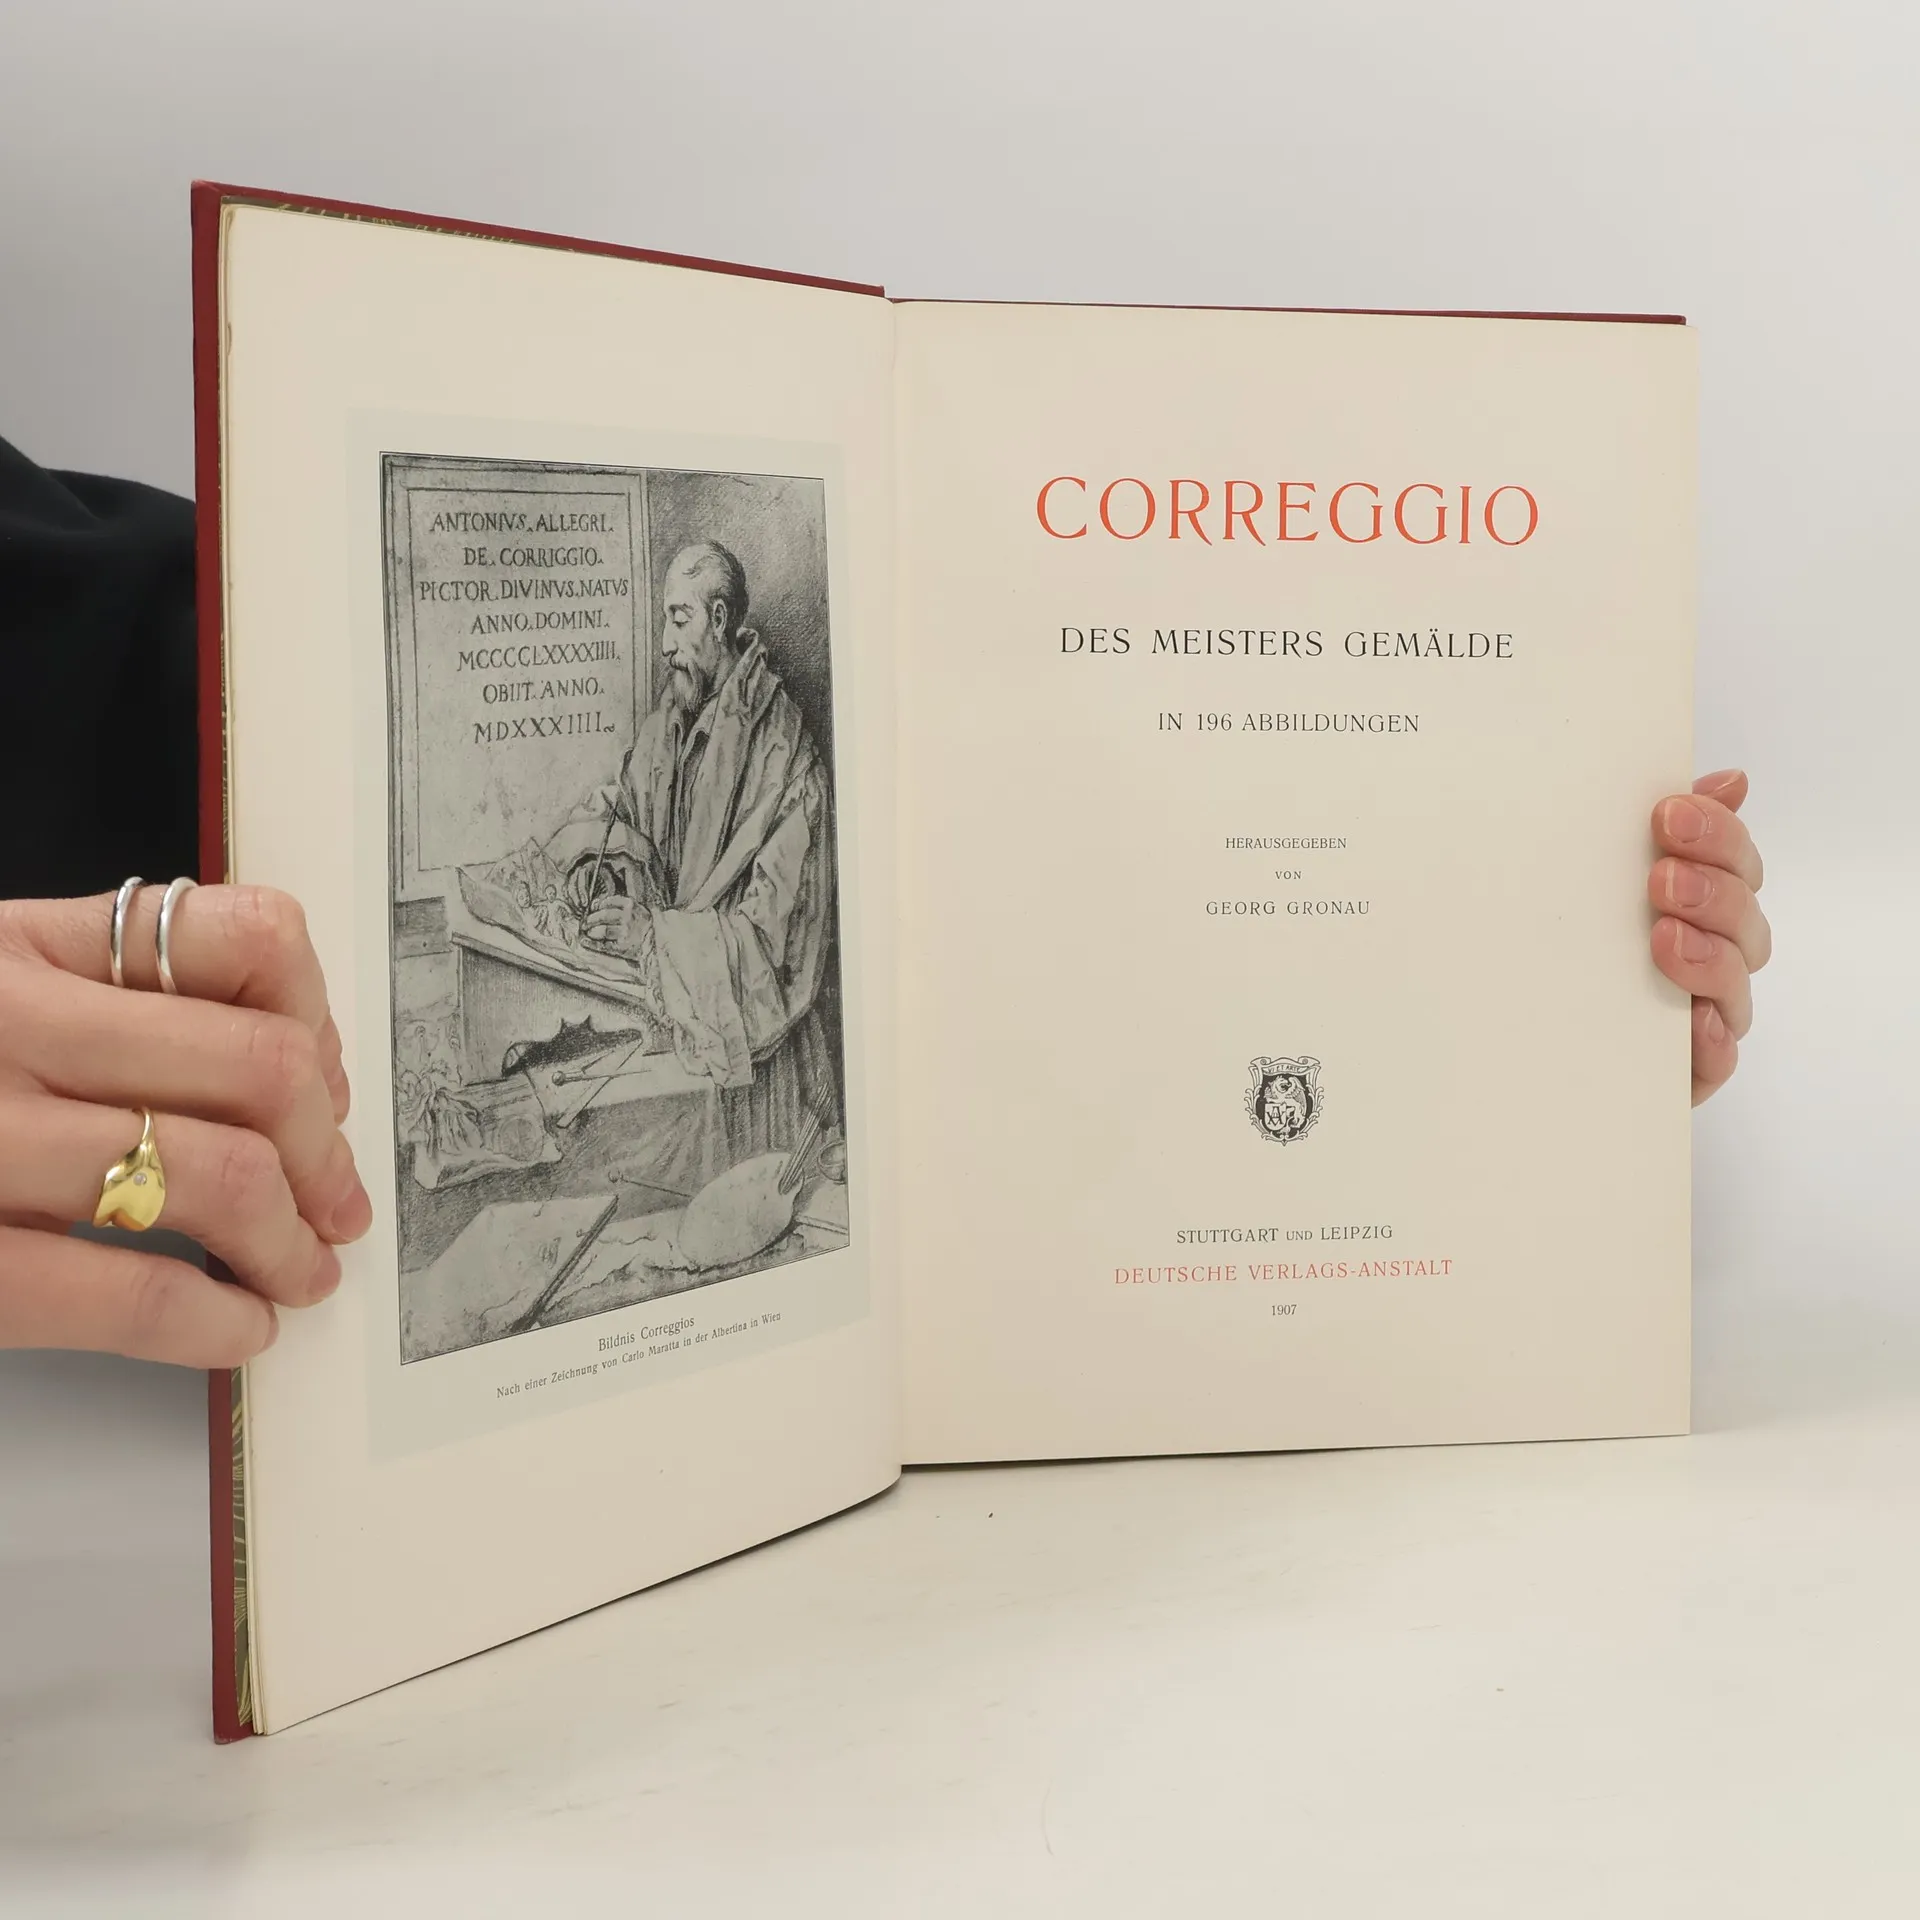 ANTONIVS. ALLEGRI.
DE. CORRIGGIO.
PICTOR. DIVINVS. NATVS
ANNO. DOMINI.
MCCCCLXXXXIIII.
OBIIT. ANNO.
MDXXXIIII.
Bildnis Correggios
Nach einer Zeichnung von Carlo Maratta in der Albertina in Wien
CORREGGIO
DES MEISTERS GEMÄLDE
IN 196 ABBILDUNGEN
HERAUSGEGEBEN
VON
GEORG GRONAU
STUTTGART UND LEIPZIG
DEUTSCHE VERLAGS-ANSTALT
1907